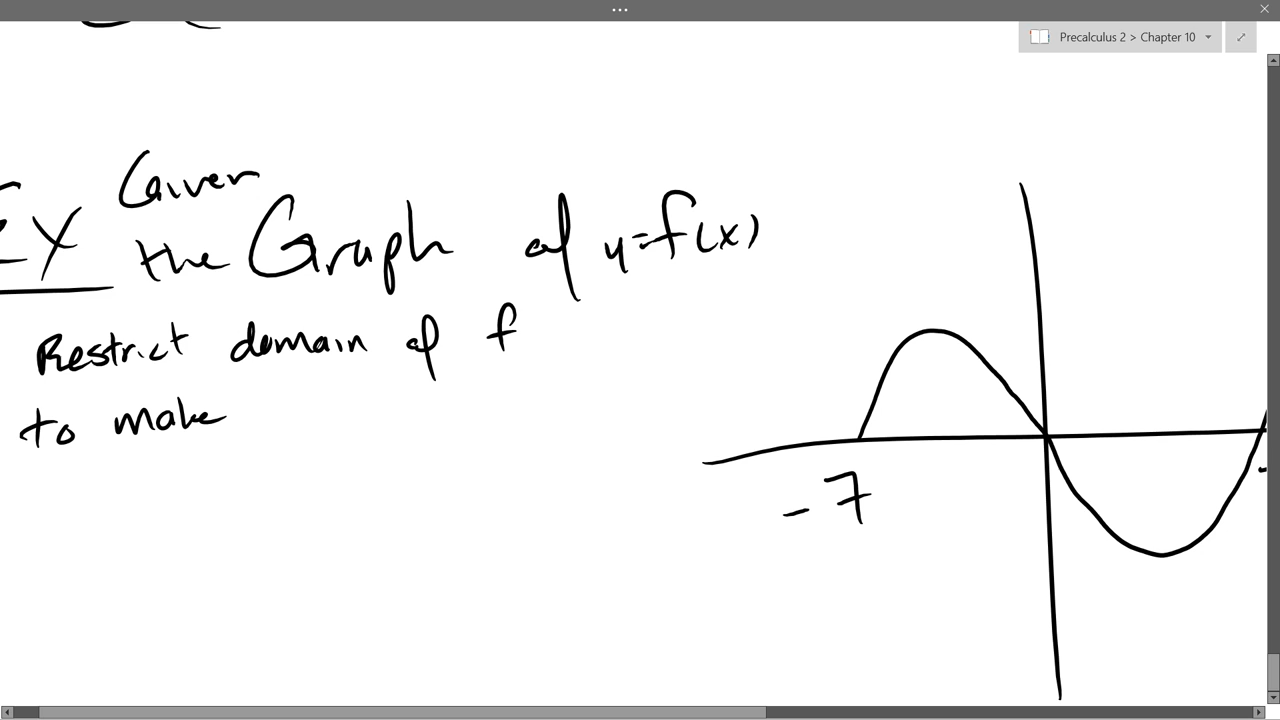 Precalculus 2 > Chapter 10
EX Given
the Graph of y=f(x)
Restrict domain of f
to make
-7